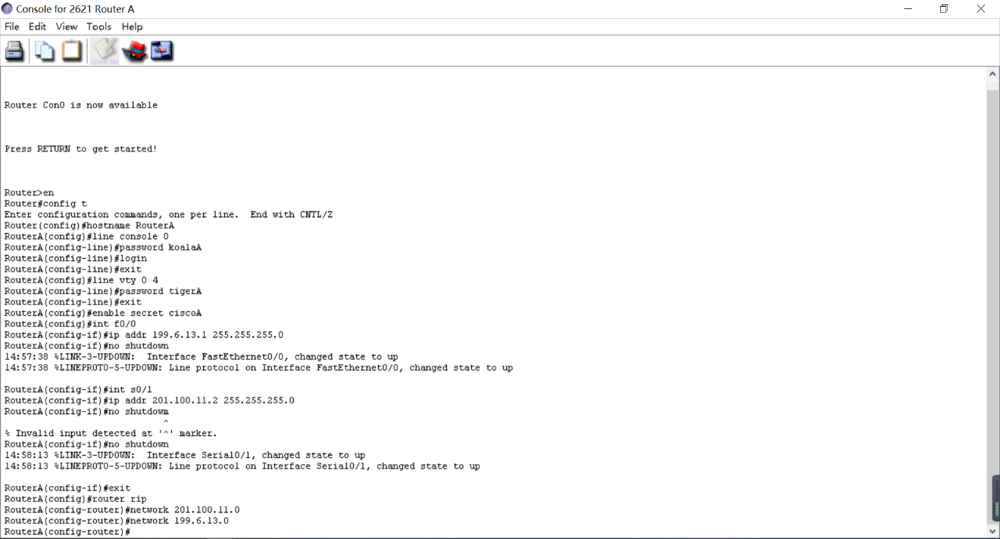 Console for 2621 Router A
File Edit View Tools Help
Grade Me
Router Con0 is now available
Press RETURN to get started!
Router>en
Router#config t
Enter configuration commands, one per line.  End with CNTL/Z
Router(config)#hostname RouterA
RouterA(config)#line console 0
RouterA(config-line)#password koalaA
RouterA(config-line)#login
RouterA(config-line)#exit
RouterA(config)#line vty 0 4
RouterA(config-line)#password tigerA
RouterA(config-line)#exit
RouterA(config)#enable secret ciscoA
RouterA(config)#int f0/0
RouterA(config-if)#ip addr 199.6.13.1 255.255.255.0
RouterA(config-if)#no shutdown
14:57:38 %LINK-3-UPDOWN:  Interface FastEthernet0/0, changed state to up
14:57:38 %LINEPROTO-5-UPDOWN: Line protocol on Interface FastEthernet0/0, changed state to up
RouterA(config-if)#int s0/1
RouterA(config-if)#ip addr 201.100.11.2 255.255.255.0
RouterA(config-if)#no shutdowm
^
% Invalid input detected at '^' marker.
RouterA(config-if)#no shutdown
14:58:13 %LINK-3-UPDOWN:  Interface Serial0/1, changed state to up
14:58:13 %LINEPROTO-5-UPDOWN: Line protocol on Interface Serial0/1, changed state to up
RouterA(config-if)#exit
RouterA(config)#router rip
RouterA(config-router)#network 201.100.11.0
RouterA(config-router)#network 199.6.13.0
RouterA(config-router)#